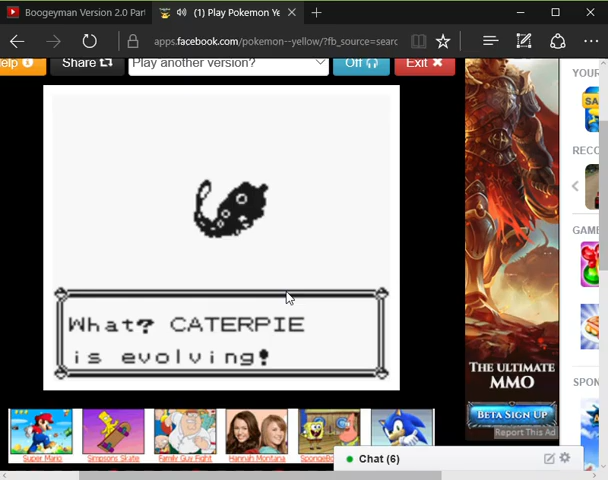 Boogeyman Version 2.0 Part
(1) Play Pokemon Ye
apps.facebook.com/pokemon--yellow/?fb_source=searc
elp
Share
Play another version?
Off
Exit
YOUR
RECO
GAME
SPON
What? CATERPIE
is evolving!
THE ULTIMATE
MMO
BETA SIGN UP
Report This Ad
Super Mario
Simpsons Skate
Family Guy Fight
Hannah Montana
SpongeBo
Chat (6)